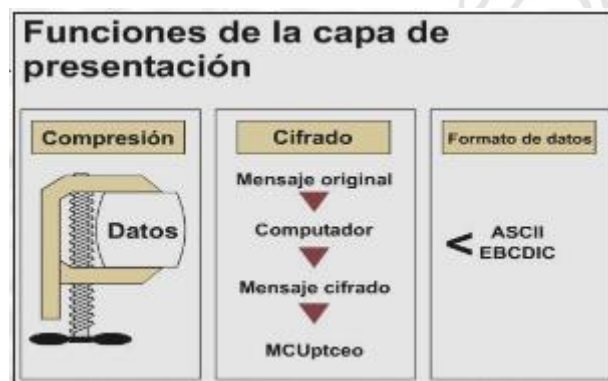 Funciones de la capa de
presentación
Compresión
Datos
Cifrado
Mensaje original
Computador
Mensaje cifrado
MCUptceo
Formato de datos
< ASCII
EBCDIC